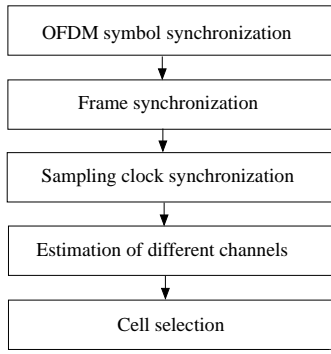 OFDM symbol synchronization
Frame synchronization
Sampling clock synchronization
Estimation of different channels
Cell selection